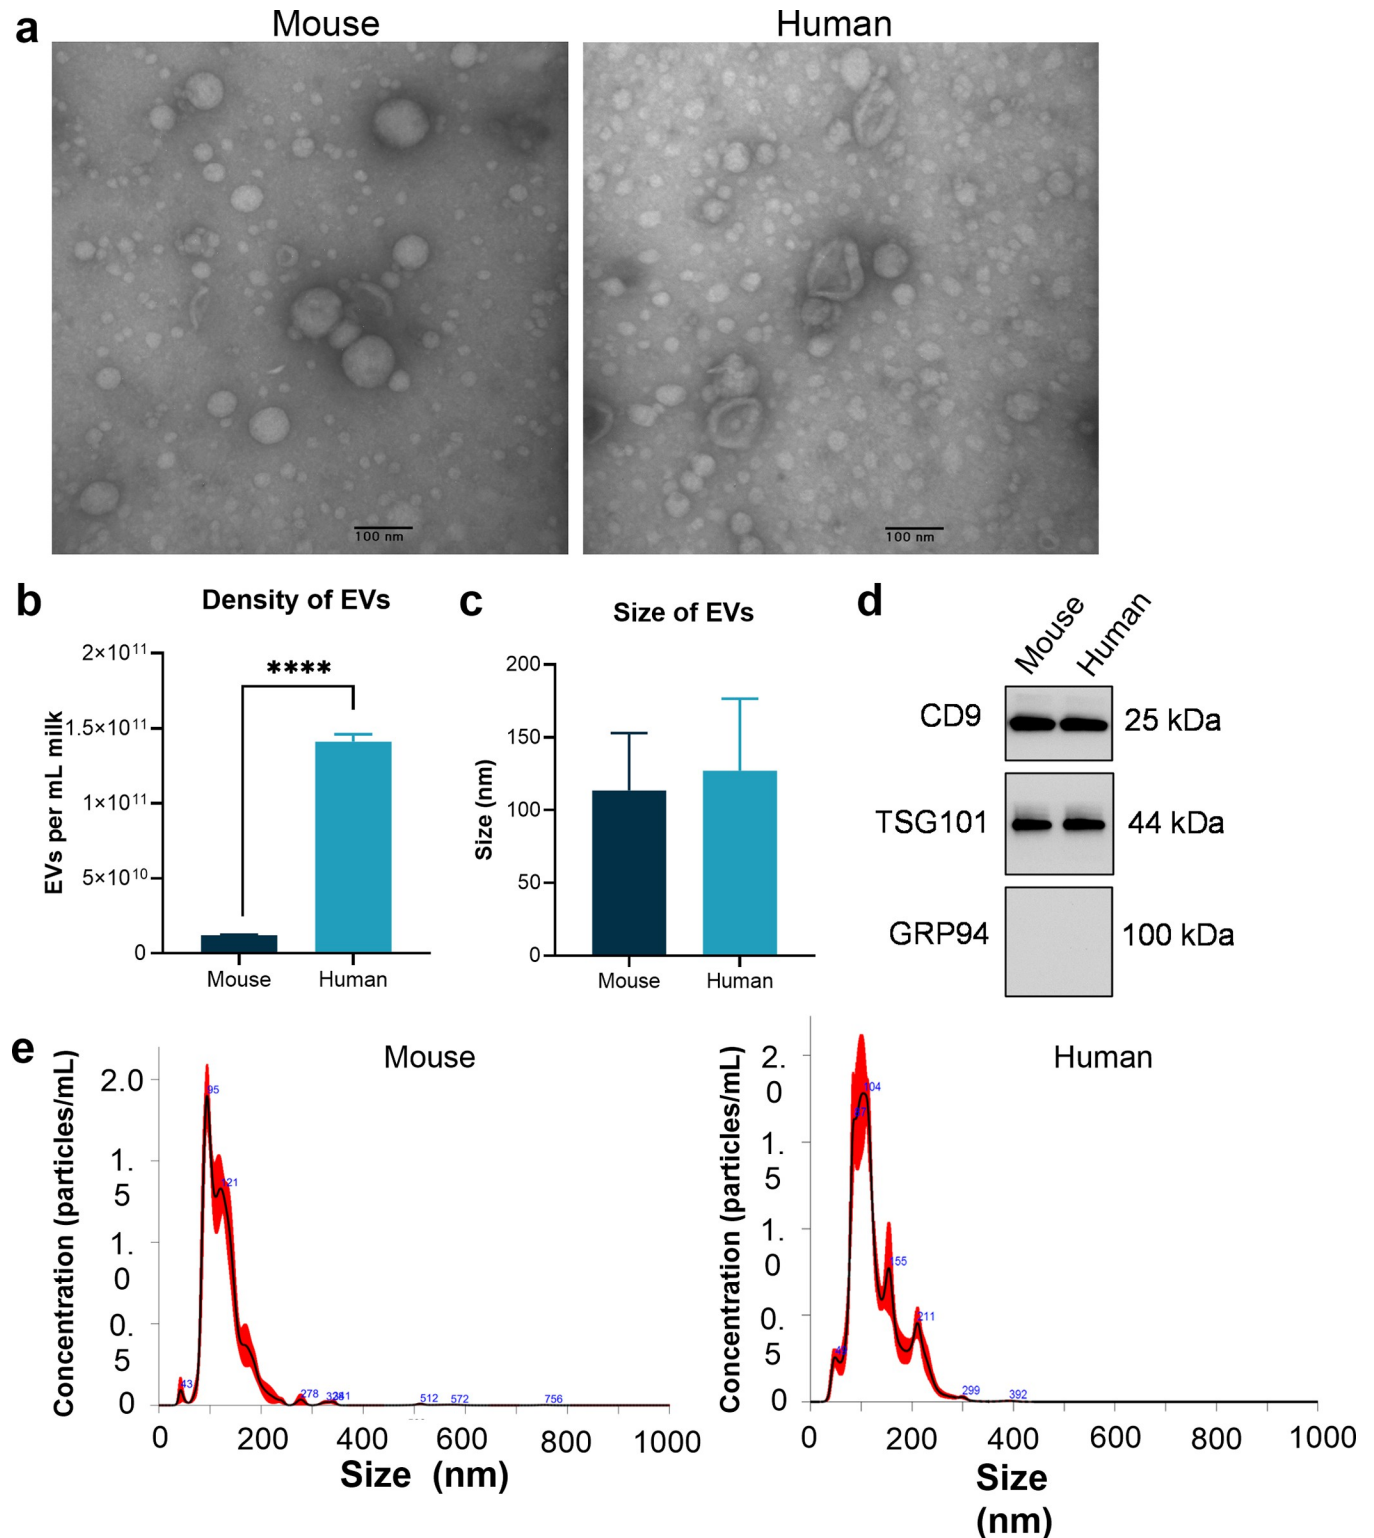 a
Mouse
Human
100 nm
100 nm
b
Density of EVs
EVs per mL milk
2×10¹¹
1.5×10¹¹
1×10¹¹
5×10¹⁰
0
****
Mouse
Human
c
Size of EVs
Size (nm)
200
150
100
50
0
Mouse
Human
d
Mouse
Human
CD9
25 kDa
TSG101
44 kDa
GRP94
100 kDa
e
Mouse
Concentration (particles/mL)
2.0
1.
5
1.
0
0.
5
0
95
121
43
278
341
512
572
756
0
200
400
600
800
1000
Size (nm)
Human
Concentration (particles/mL)
2.
0
1.
5
1.
0
0.
5
0
104
155
211
299
392
0
200
400
600
800
1000
Size
(nm)